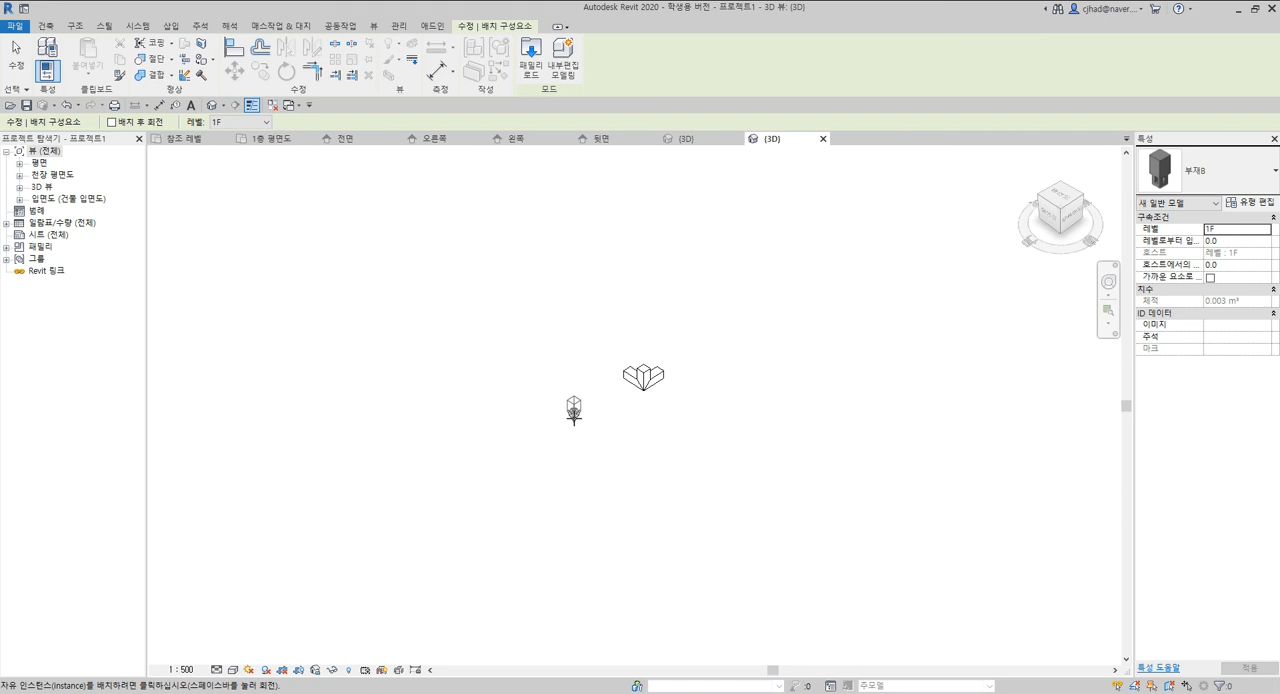 Autodesk Revit 2020 - 학생용 버전 - 프로젝트1 - 3D 뷰: {3D}
cjhad@naver....
파일 건축 구조 스틸 시스템 삽입 주석 해석 매스작업 & 대지 공동작업 뷰 관리 애드인 수정 | 배치 구성요소
수정 붙여넣기 코핑 절단 결합 패밀리 로드 내부편집 모델링
선택 특성 클립보드 형상 수정 뷰 측정 작성 모드
수정 | 배치 구성요소 배치 후 회전 레벨: 1F
프로젝트 탐색기 - 프로젝트1
참조 레벨 1층 평면도 전면 오른쪽 왼쪽 뒷면 {3D} {3D}
뷰 (전체)
평면
천장 평면도
3D 뷰
입면도 (건물 입면도)
범례
일람표/수량 (전체)
시트 (전체)
패밀리
그룹
Revit 링크
특성
부재B
새 일반 모델 유형 편집
구속조건
레벨 1F
레벨로부터 입... 0.0
호스트 레벨 : 1F
호스트에서의 ... 0.0
가까운 요소로 ...
치수
체적 0.003 m³
ID 데이터
이미지
주석
마크
특성 도움말 적용
1 : 500
자유 인스턴스(instance)를 배치하려면 클릭하십시오(스페이스바를 눌러 회전).
:0 주모델 :0